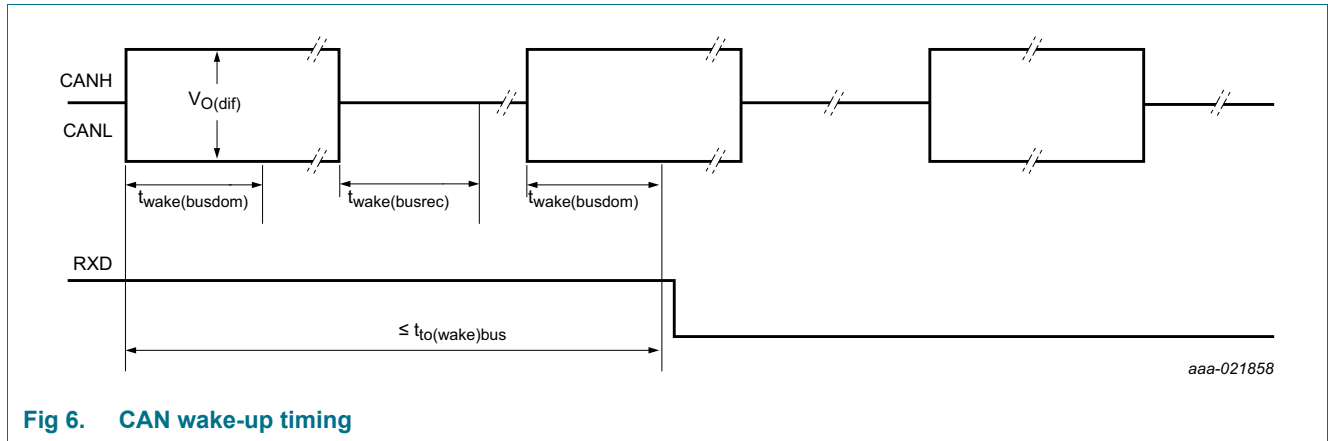 CANH
V_O(dif)
CANL
t_wake(busdom) t_wake(busrec) t_wake(busdom)
RXD
≤ t_to(wake)bus
aaa-021858
Fig 6. CAN wake-up timing